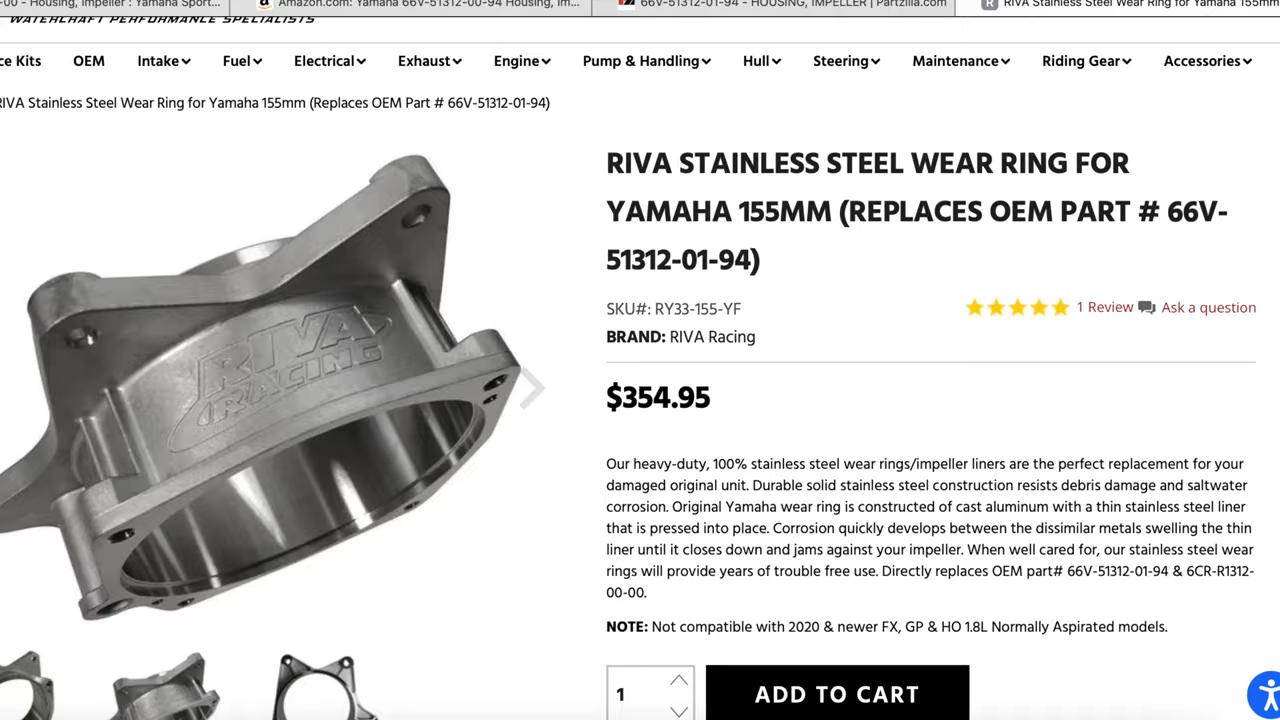 -00 - Housing, Impeller : Yamaha Sport...
Amazon.com: Yamaha 66V-51312-00-94 Housing, Im...
66V-51312-01-94 - HOUSING, IMPELLER | Partzilla.com
RIVA Stainless Steel Wear Ring for Yamaha 155mm
WATERCRAFT PERFORMANCE SPECIALISTS
ce Kits OEM Intake Fuel Electrical Exhaust Engine Pump & Handling Hull Steering Maintenance Riding Gear Accessories
RIVA Stainless Steel Wear Ring for Yamaha 155mm (Replaces OEM Part # 66V-51312-01-94)
RIVA STAINLESS STEEL WEAR RING FOR
YAMAHA 155MM (REPLACES OEM PART # 66V-
51312-01-94)
SKU#: RY33-155-YF
1 Review Ask a question
BRAND: RIVA Racing
$354.95
Our heavy-duty, 100% stainless steel wear rings/impeller liners are the perfect replacement for your
damaged original unit. Durable solid stainless steel construction resists debris damage and saltwater
corrosion. Original Yamaha wear ring is constructed of cast aluminum with a thin stainless steel liner
that is pressed into place. Corrosion quickly develops between the dissimilar metals swelling the thin
liner until it closes down and jams against your impeller. When well cared for, our stainless steel wear
rings will provide years of trouble free use. Directly replaces OEM part# 66V-51312-01-94 & 6CR-R1312-
00-00.
NOTE: Not compatible with 2020 & newer FX, GP & HO 1.8L Normally Aspirated models.
1
ADD TO CART
RIVA
RACING